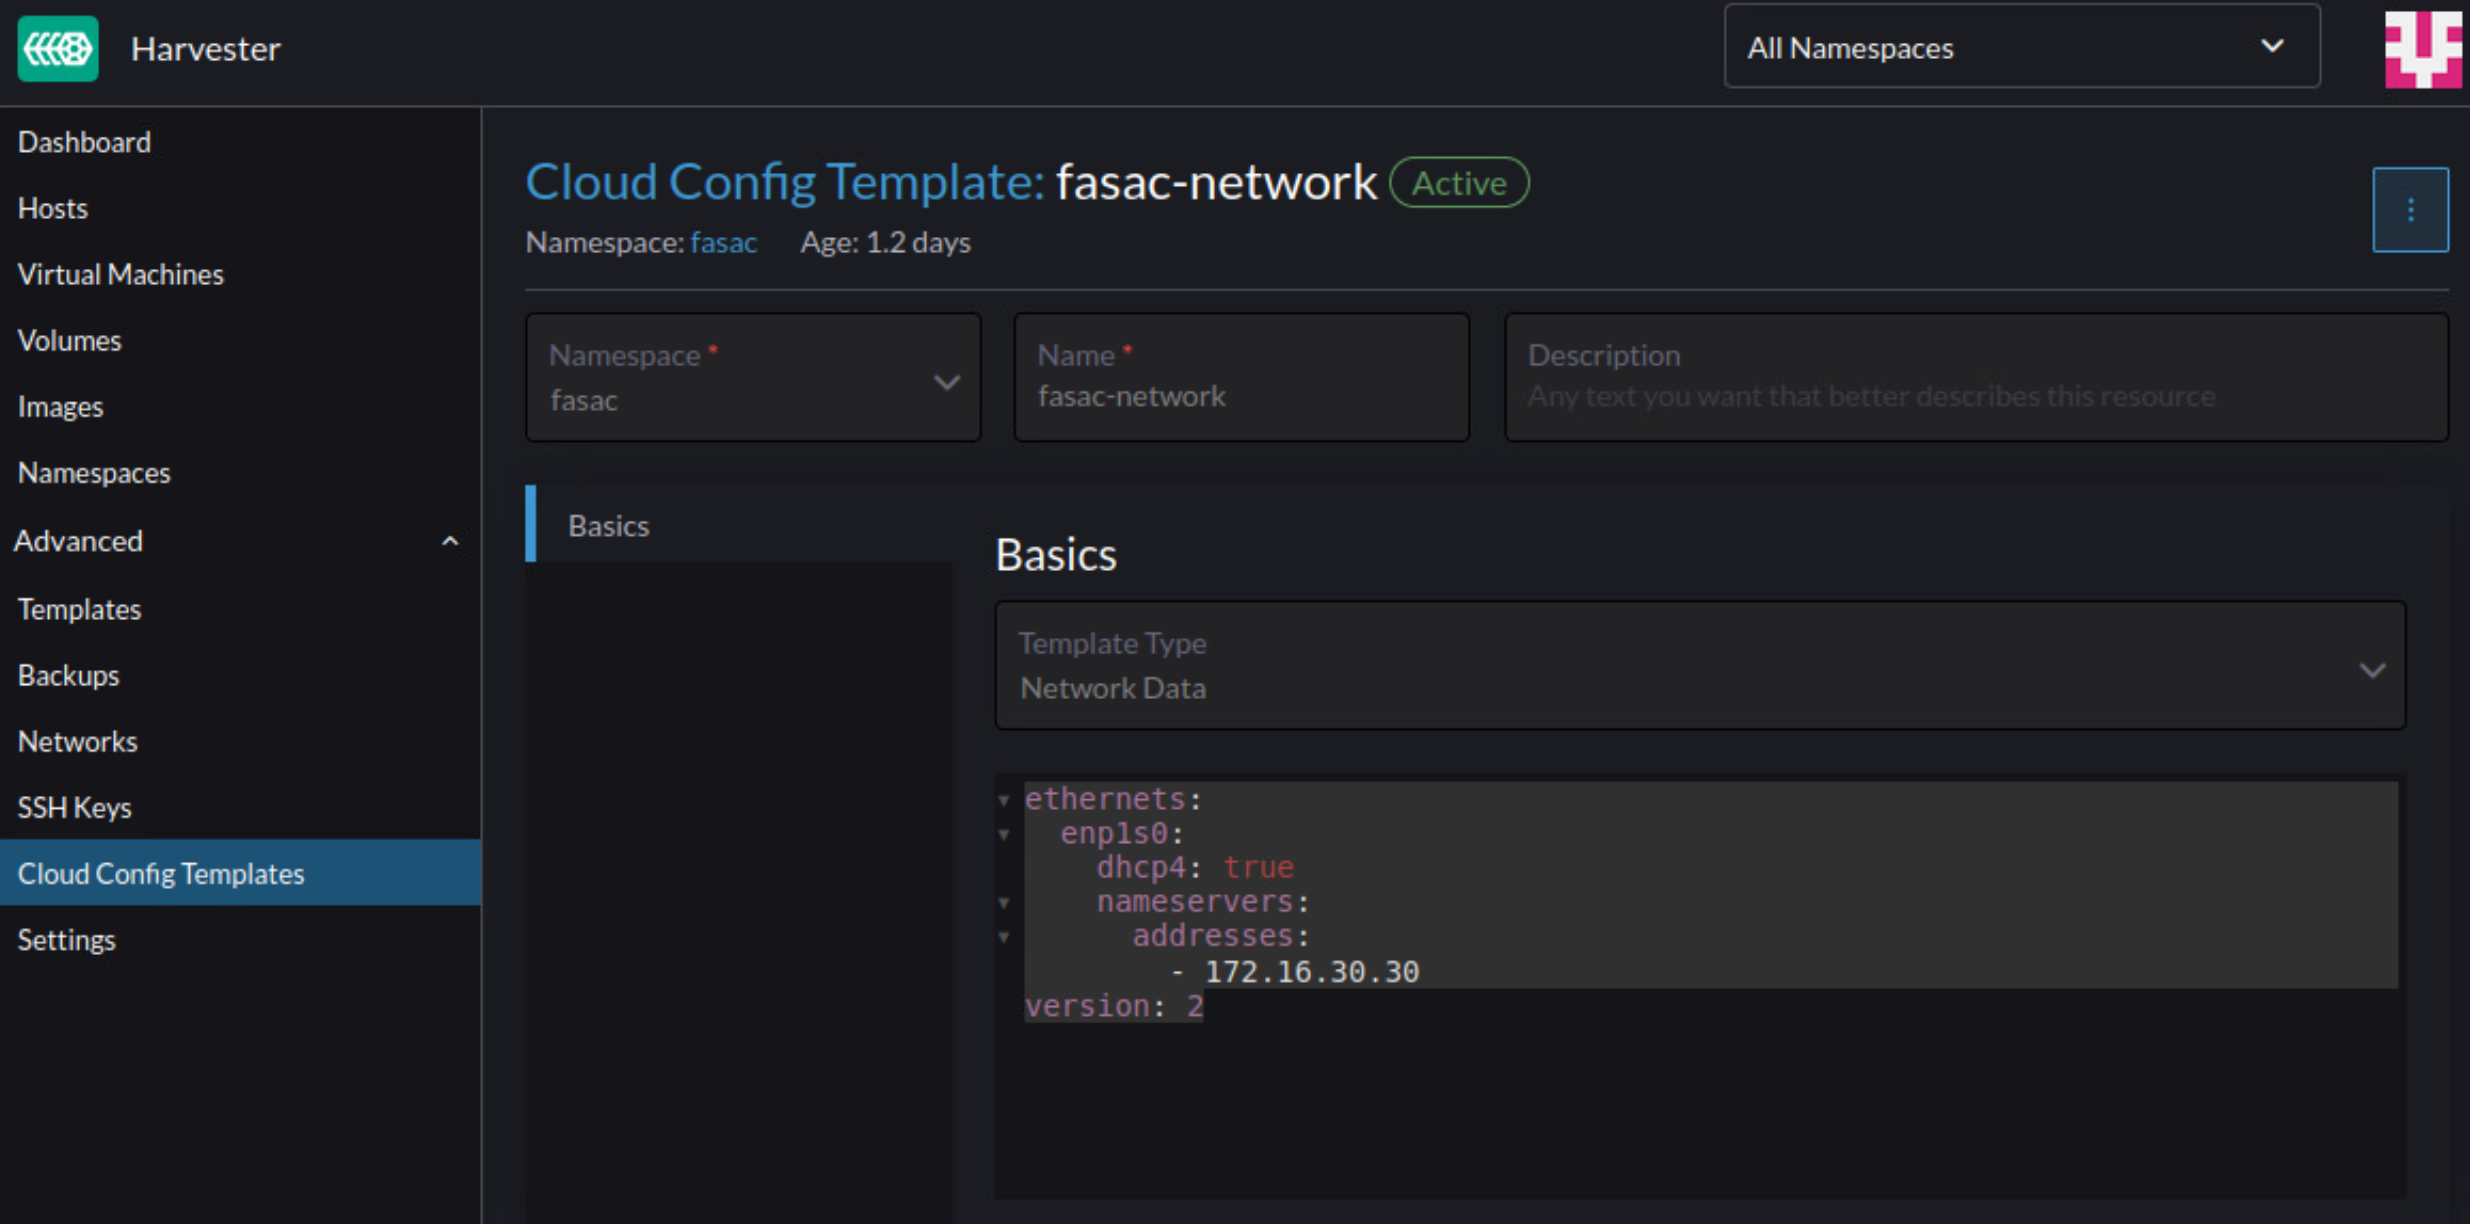 Harvester
All Namespaces
Dashboard
Hosts
Virtual Machines
Volumes
Images
Namespaces
Advanced
Templates
Backups
Networks
SSH Keys
Cloud Config Templates
Settings
Cloud Config Template: fasac-network Active
Namespace: fasac Age: 1.2 days
Namespace *
fasac
Name *
fasac-network
Description
Any text you want that better describes this resource
Basics
Basics
Template Type
Network Data
ethernets:
  enp1s0:
    dhcp4: true
    nameservers:
      addresses:
        - 172.16.30.30
version: 2